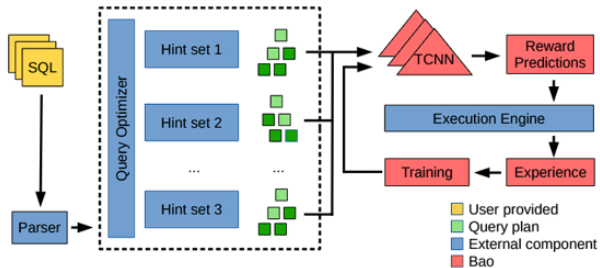 SQL
Parser
Query Optimizer
Hint set 1
Hint set 2
...
...
Hint set 3
TCNN
Reward
Predictions
Execution Engine
Training
Experience
User provided
Query plan
External component
Bao